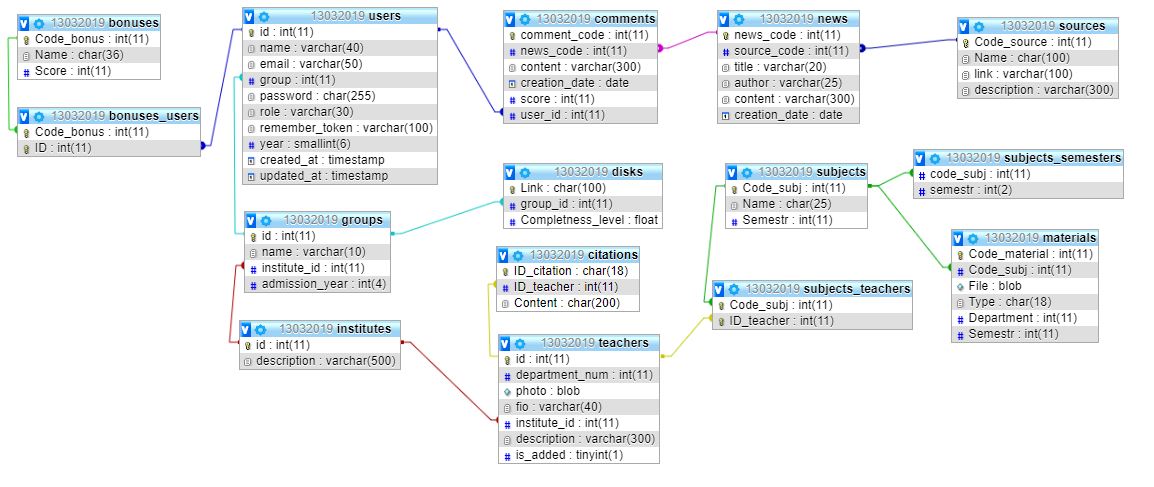 13032019 bonuses
Code_bonus : int(11)
Name : char(36)
Score : int(11)
13032019 bonuses_users
Code_bonus : int(11)
ID : int(11)
13032019 users
id : int(11)
name : varchar(40)
email : varchar(50)
group : int(11)
password : char(255)
role : varchar(30)
remember_token : varchar(100)
year : smallint(6)
created_at : timestamp
updated_at : timestamp
13032019 comments
comment_code : int(11)
news_code : int(11)
content : varchar(300)
creation_date : date
score : int(11)
user_id : int(11)
13032019 news
news_code : int(11)
source_code : int(11)
title : varchar(20)
author : varchar(25)
content : varchar(300)
creation_date : date
13032019 sources
Code_source : int(11)
Name : char(100)
link : varchar(100)
description : varchar(300)
13032019 groups
id : int(11)
name : varchar(10)
institute_id : int(11)
admission_year : int(4)
13032019 disks
Link : char(100)
group_id : int(11)
Completness_level : float
13032019 subjects
Code_subj : int(11)
Name : char(25)
Semestr : int(11)
13032019 subjects_semesters
code_subj : int(11)
semestr : int(2)
13032019 citations
ID_citation : char(18)
ID_teacher : int(11)
Content : char(200)
13032019 materials
Code_material : int(11)
Code_subj : int(11)
File : blob
Type : char(18)
Department : int(11)
Semestr : int(11)
13032019 subjects_teachers
Code_subj : int(11)
ID_teacher : int(11)
13032019 institutes
id : int(11)
description : varchar(500)
13032019 teachers
id : int(11)
department_num : int(11)
photo : blob
fio : varchar(40)
institute_id : int(11)
description : varchar(300)
is_added : tinyint(1)